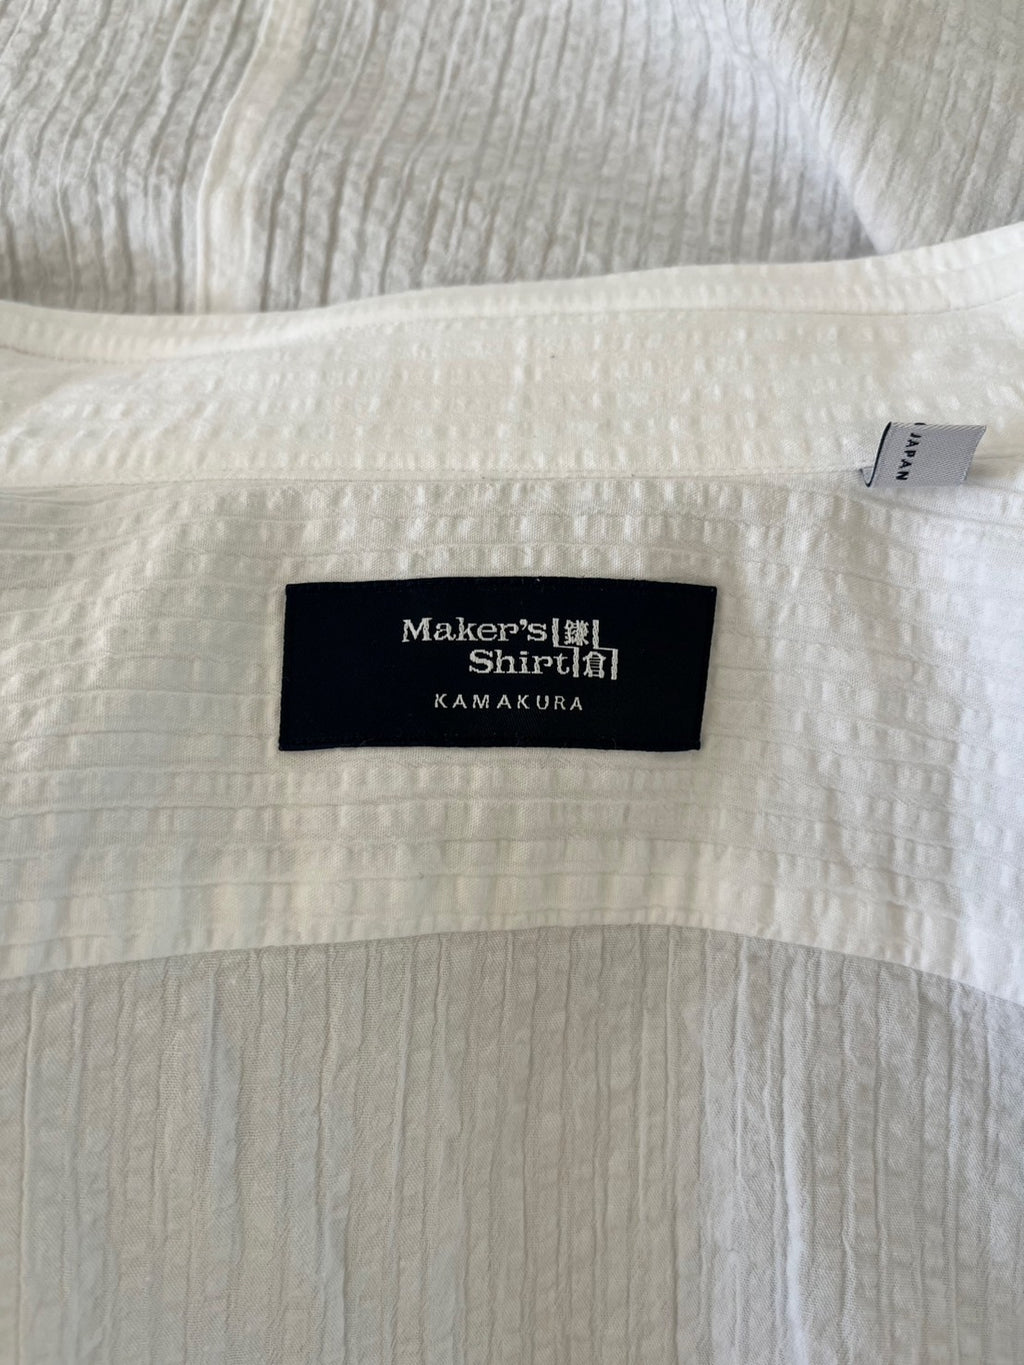 Maker's 鎌
Shirt 倉
KAMAKURA
JAPAN